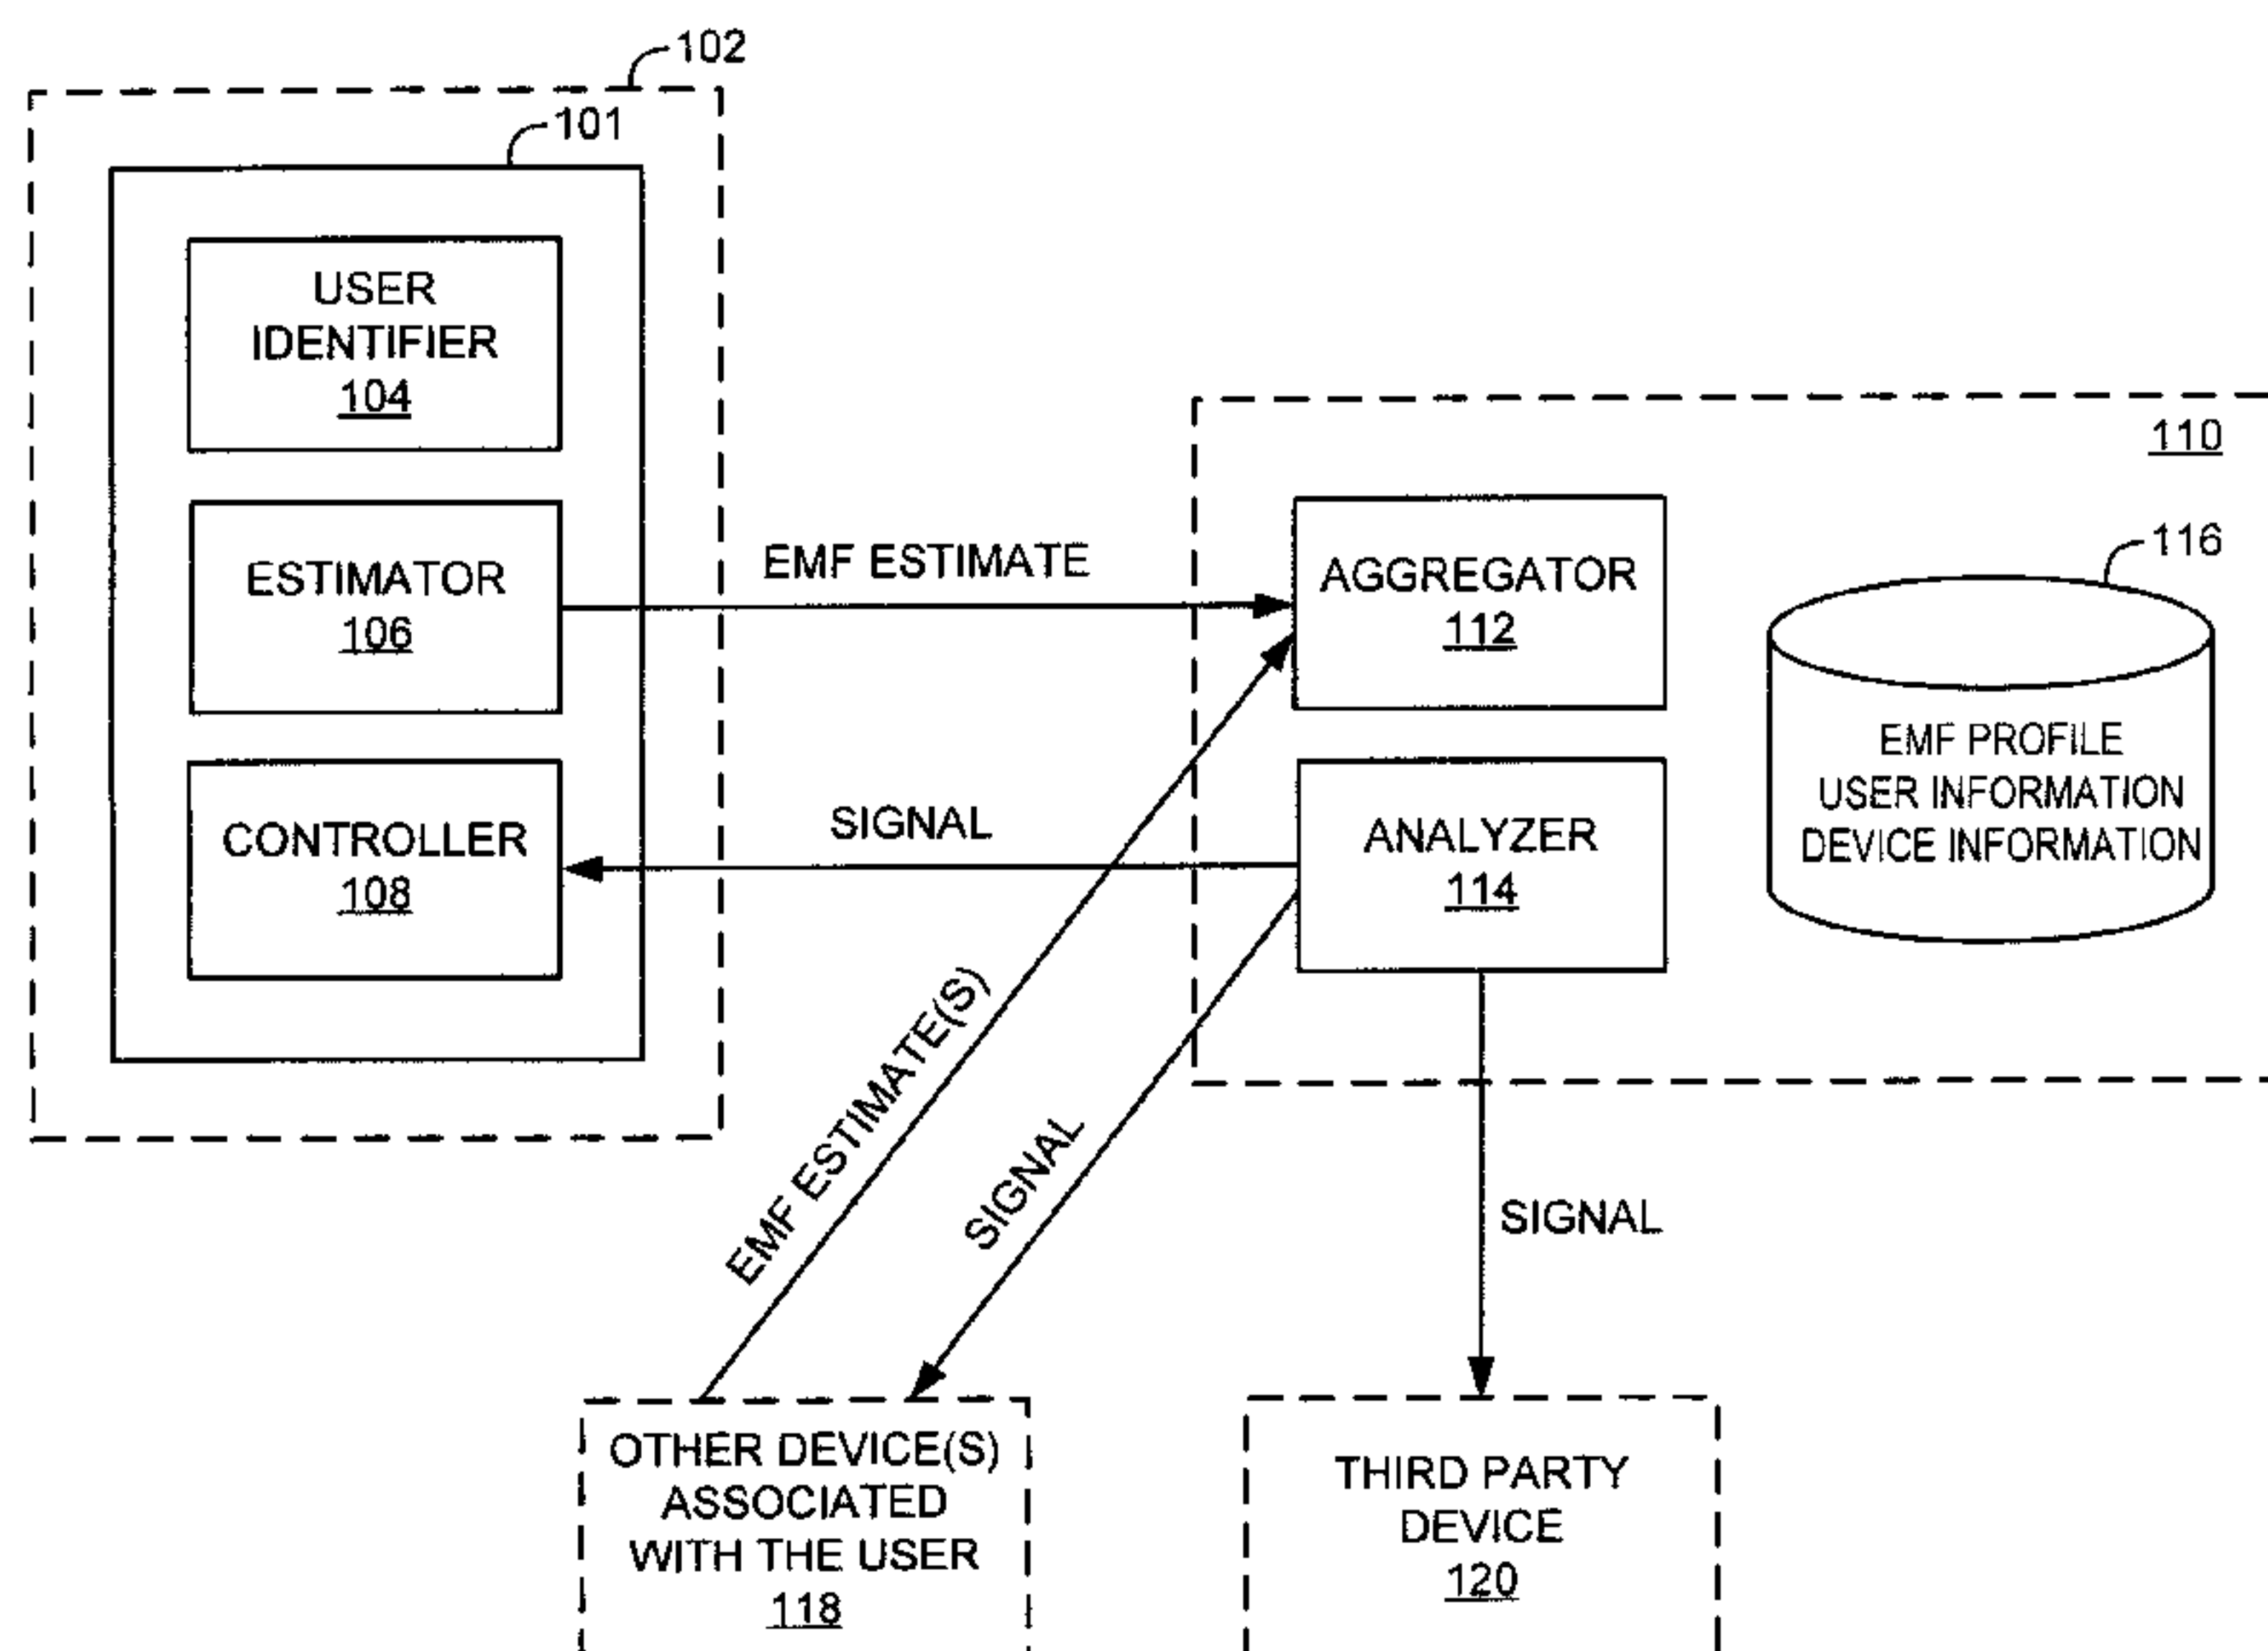 102
101
USER
IDENTIFIER
104
ESTIMATOR
106
CONTROLLER
108
EMF ESTIMATE
SIGNAL
110
AGGREGATOR
112
ANALYZER
114
116
EMF PROFILE
USER INFORMATION
DEVICE INFORMATION
EMF ESTIMATE(S)
SIGNAL
SIGNAL
OTHER DEVICE(S)
ASSOCIATED
WITH THE USER
118
THIRD PARTY
DEVICE
120